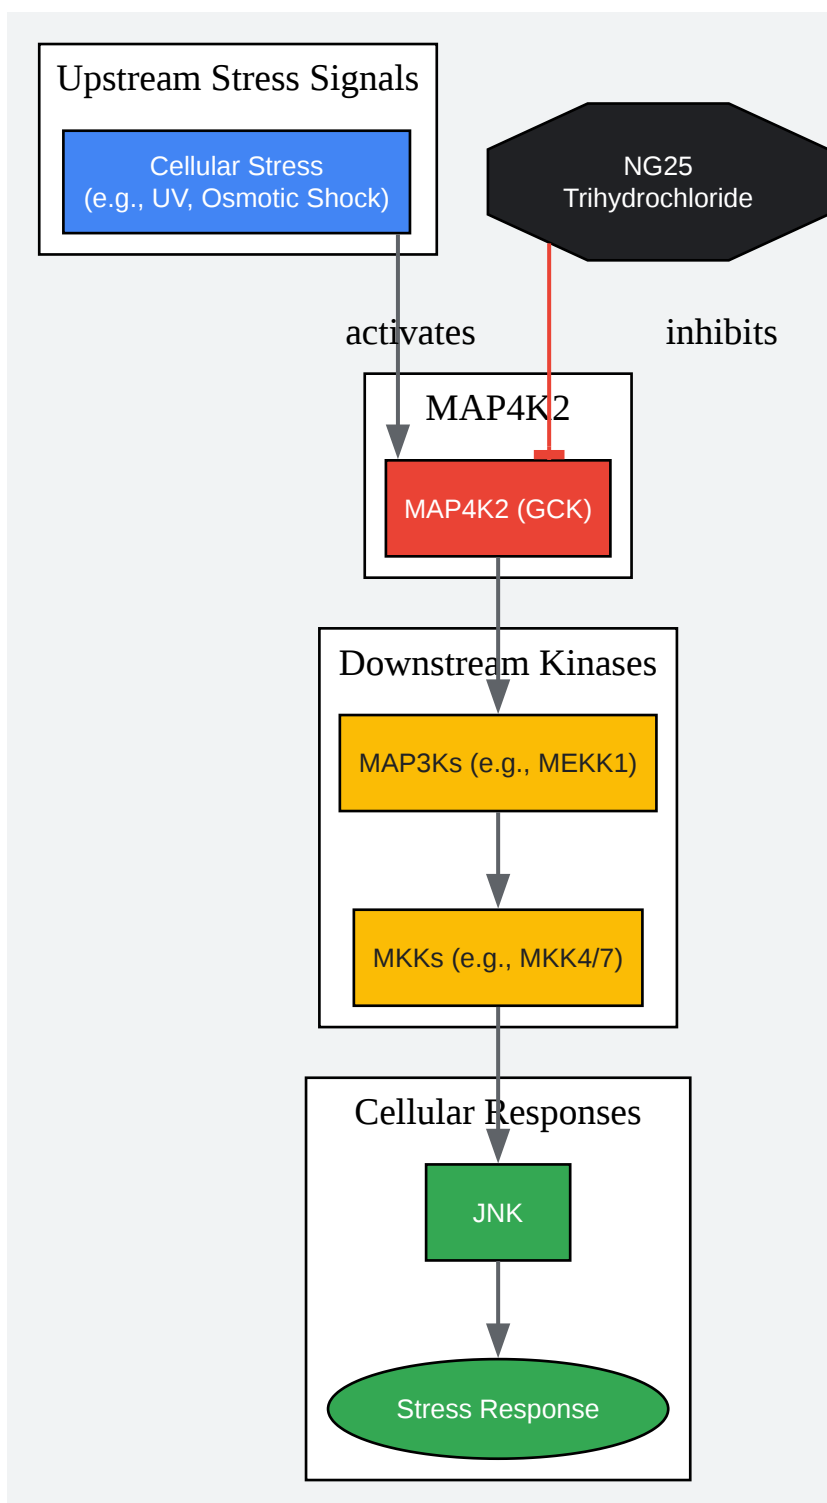 Upstream Stress Signals
Cellular Stress
(e.g., UV, Osmotic Shock)
NG25
Trihydrochloride
activates
inhibits
MAP4K2
MAP4K2 (GCK)
Downstream Kinases
MAP3Ks (e.g., MEKK1)
MKKs (e.g., MKK4/7)
Cellular Responses
JNK
Stress Response